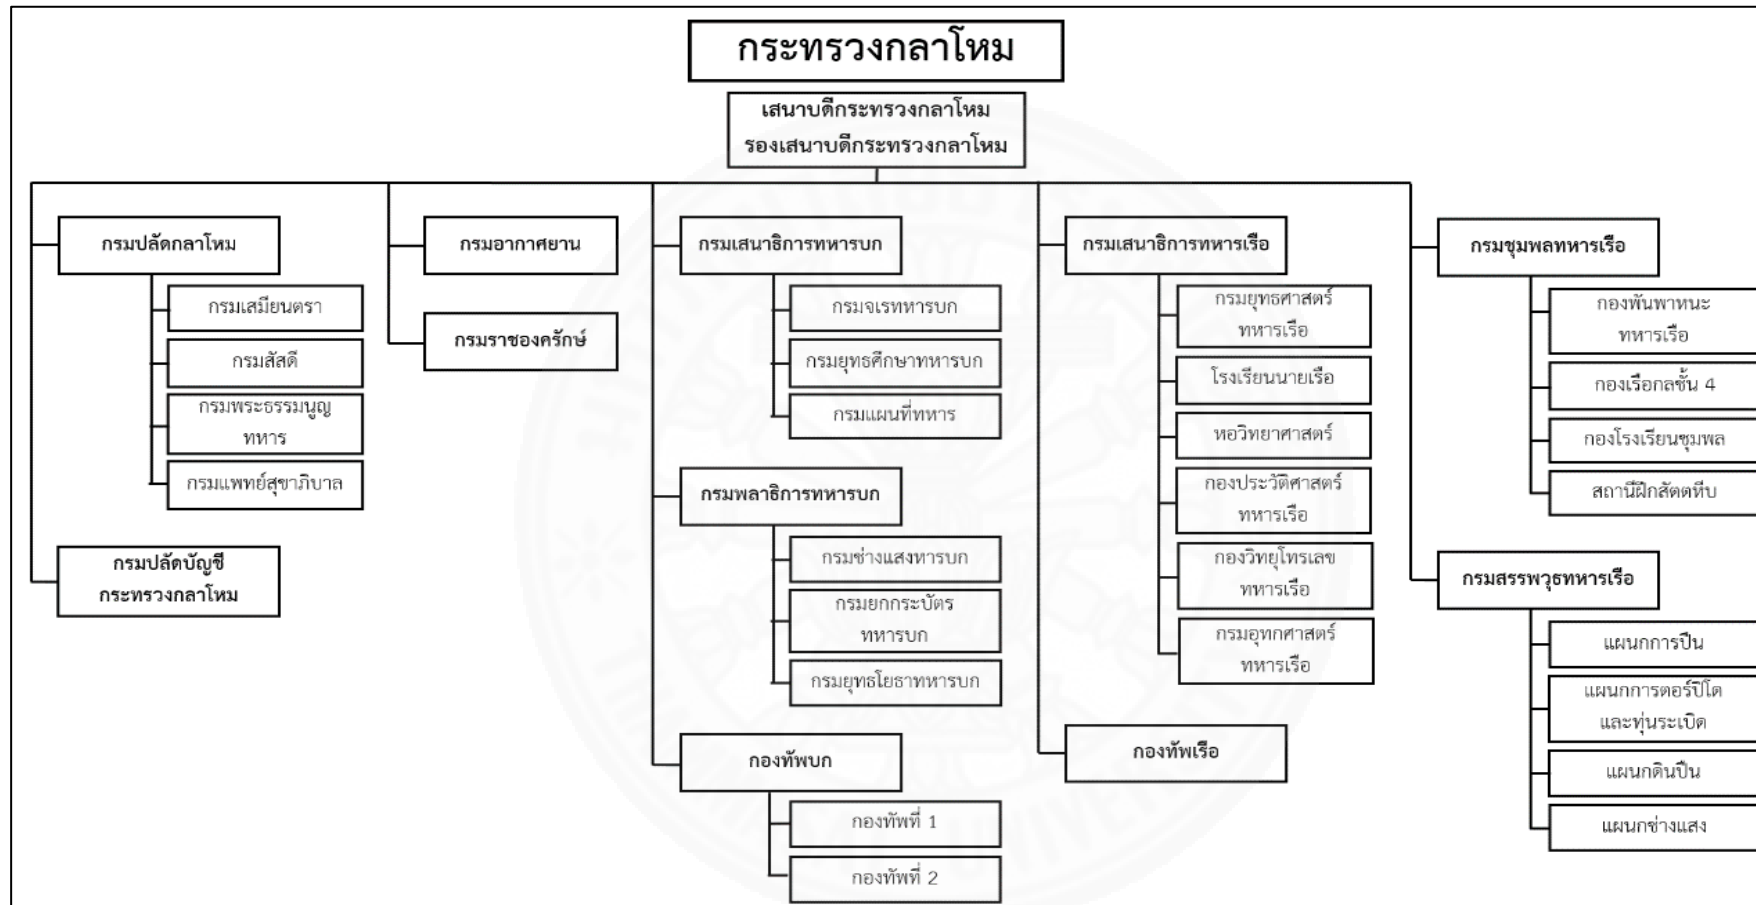 กระทรวงกลาโหม
เสนาบดีกระทรวงกลาโหม
รองเสนาบดีกระทรวงกลาโหม
กรมปลัดกลาโหม
กรมเสมียนตรา
กรมสัสดี
กรมพระธรรมนูญ
ทหาร
กรมแพทย์สุขาภิบาล
กรมปลัดบัญชี
กระทรวงกลาโหม
กรมอากาศยาน
กรมราชองครักษ์
กรมเสนาธิการทหารบก
กรมจเรทหารบก
กรมยุทธศึกษาทหารบก
กรมแผนที่ทหาร
กรมพลาธิการทหารบก
กรมช่างแสงหารบก
กรมยกกระบัตร
ทหารบก
กรมยุทธโยธาทหารบก
กองทัพบก
กองทัพที่ 1
กองทัพที่ 2
กรมเสนาธิการทหารเรือ
กรมยุทธศาสตร์
ทหารเรือ
โรงเรียนนายเรือ
หอวิทยาศาสตร์
กองประวัติศาสตร์
ทหารเรือ
กองวิทยุโทรเลข
ทหารเรือ
กรมอุทกศาสตร์
ทหารเรือ
กองทัพเรือ
กรมชุมพลทหารเรือ
กองพันพาหนะ
ทหารเรือ
กองเรือกลชั้น 4
กองโรงเรียนชุมพล
สถานีฝึกสัตตหีบ
กรมสรรพวุธทหารเรือ
แผนกการปืน
แผนกการตอร์ปิโด
และทุ่นระเบิด
แผนกดินปืน
แผนกช่างแสง